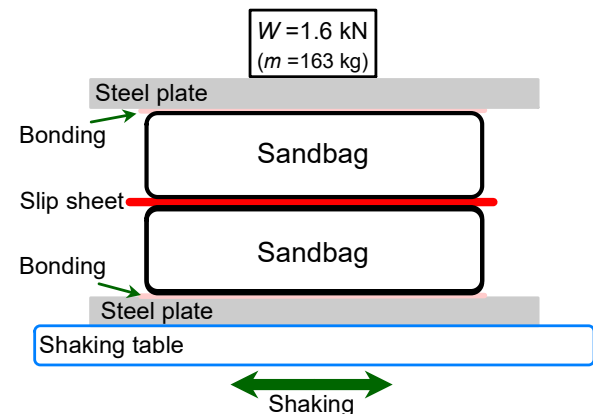 W =1.6 kN
(m =163 kg)
Steel plate
Bonding
Sandbag
Slip sheet
Sandbag
Bonding
Steel plate
Shaking table
Shaking